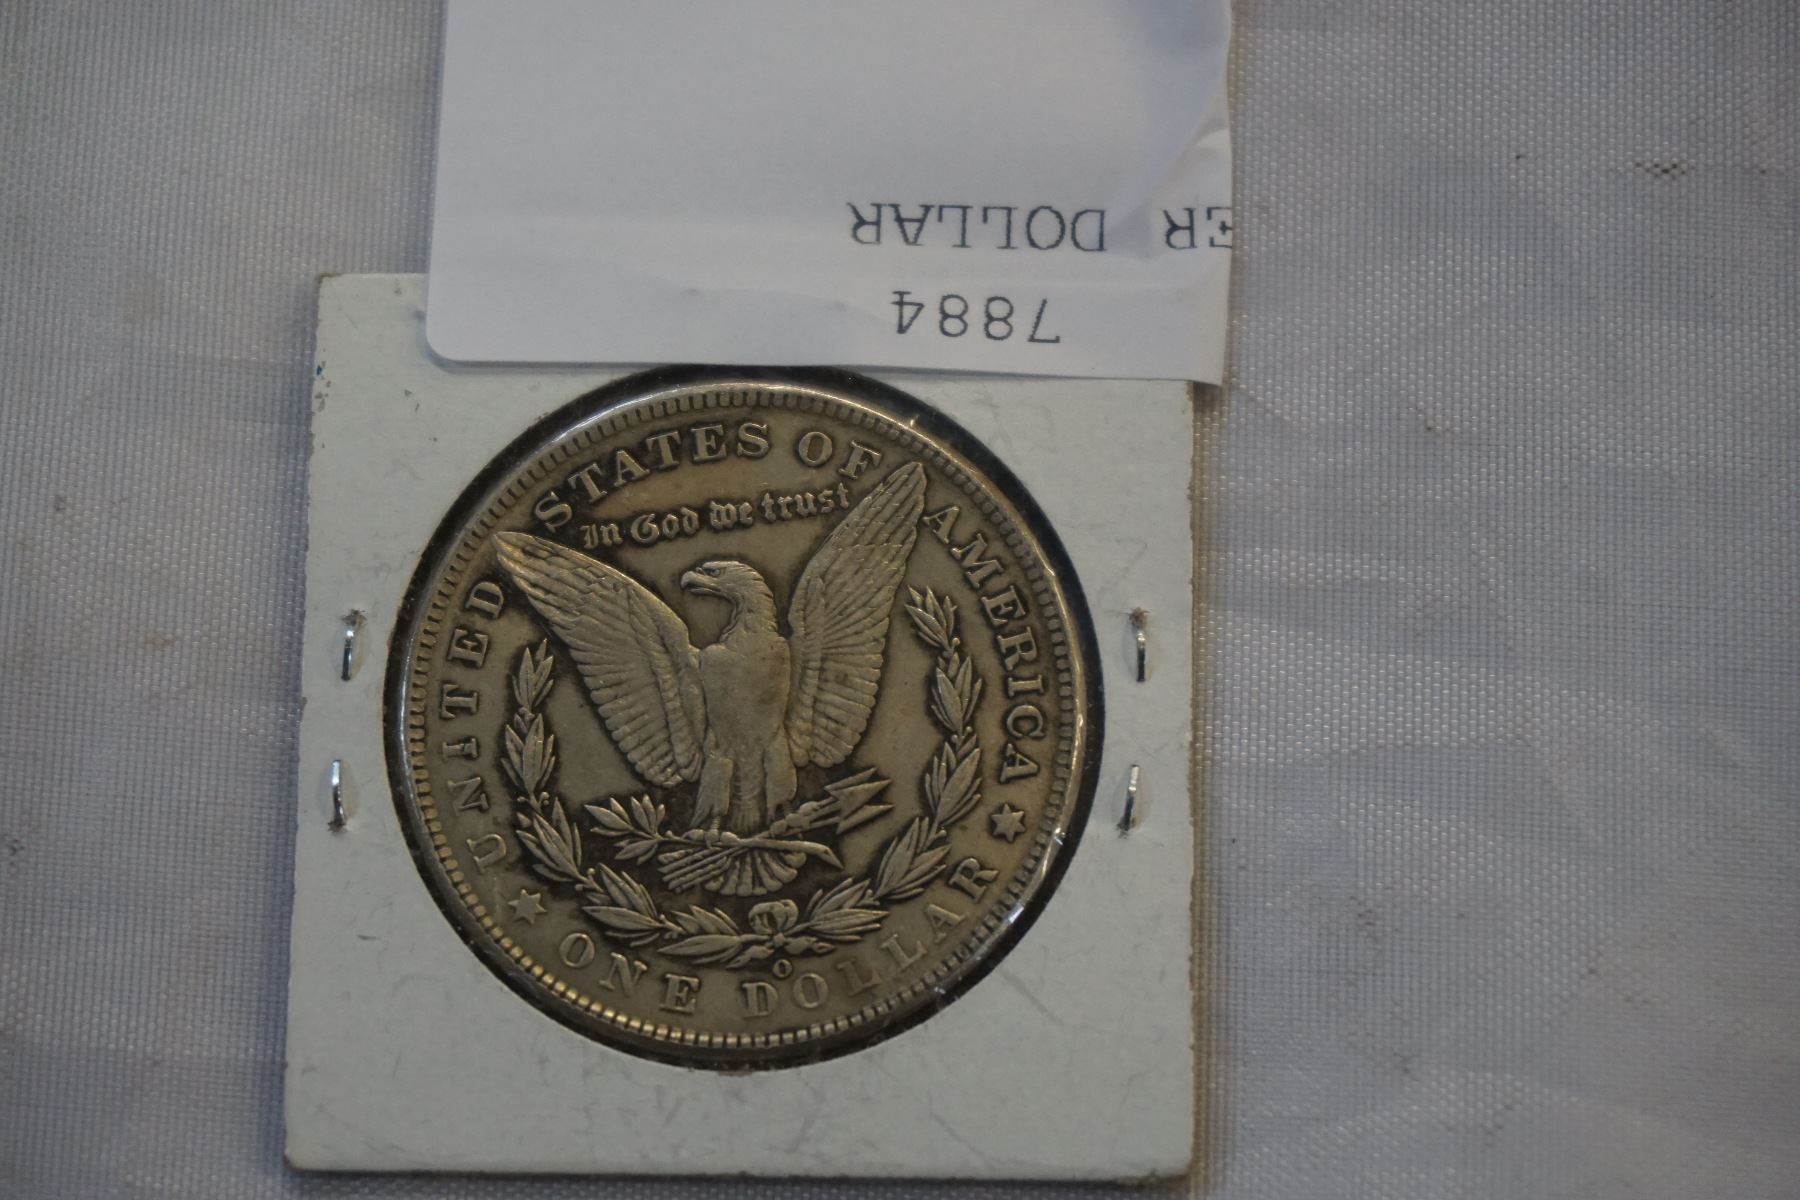 ER DOLLAR
7884
UNITED STATES OF AMERICA
In God we trust
O
ONE DOLLAR